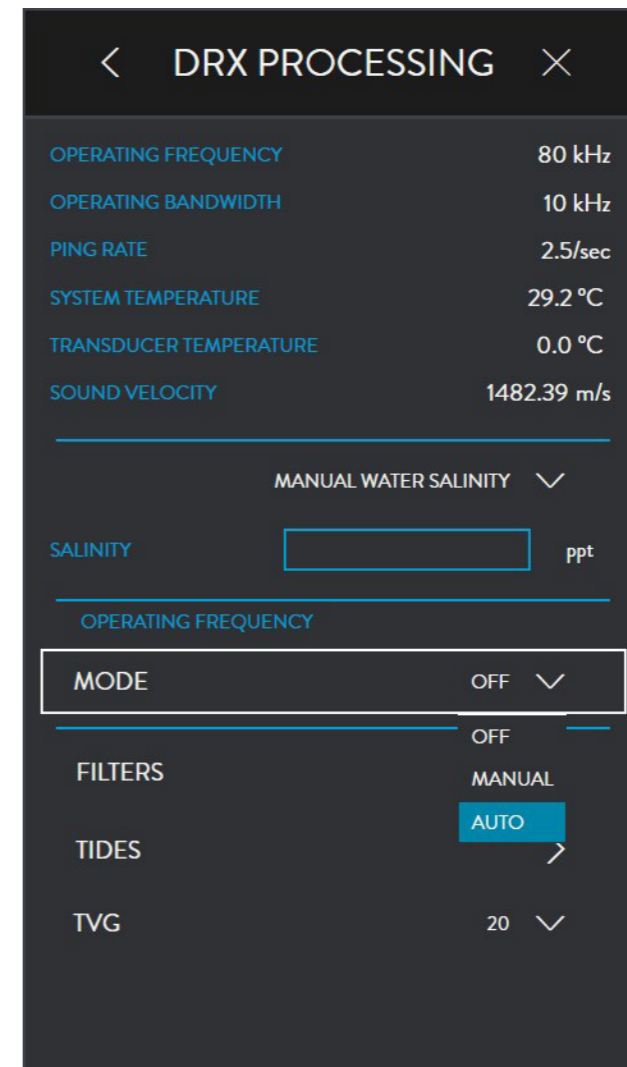 DRX PROCESSING
OPERATING FREQUENCY 80 kHz
OPERATING BANDWIDTH 10 kHz
PING RATE 2.5/sec
SYSTEM TEMPERATURE 29.2 ºC
TRANSDUCER TEMPERATURE 0.0 ºC
SOUND VELOCITY 1482.39 m/s
MANUAL WATER SALINITY
SALINITY ppt
OPERATING FREQUENCY
MODE OFF
OFF
FILTERS MANUAL
AUTO
TIDES
TVG 20